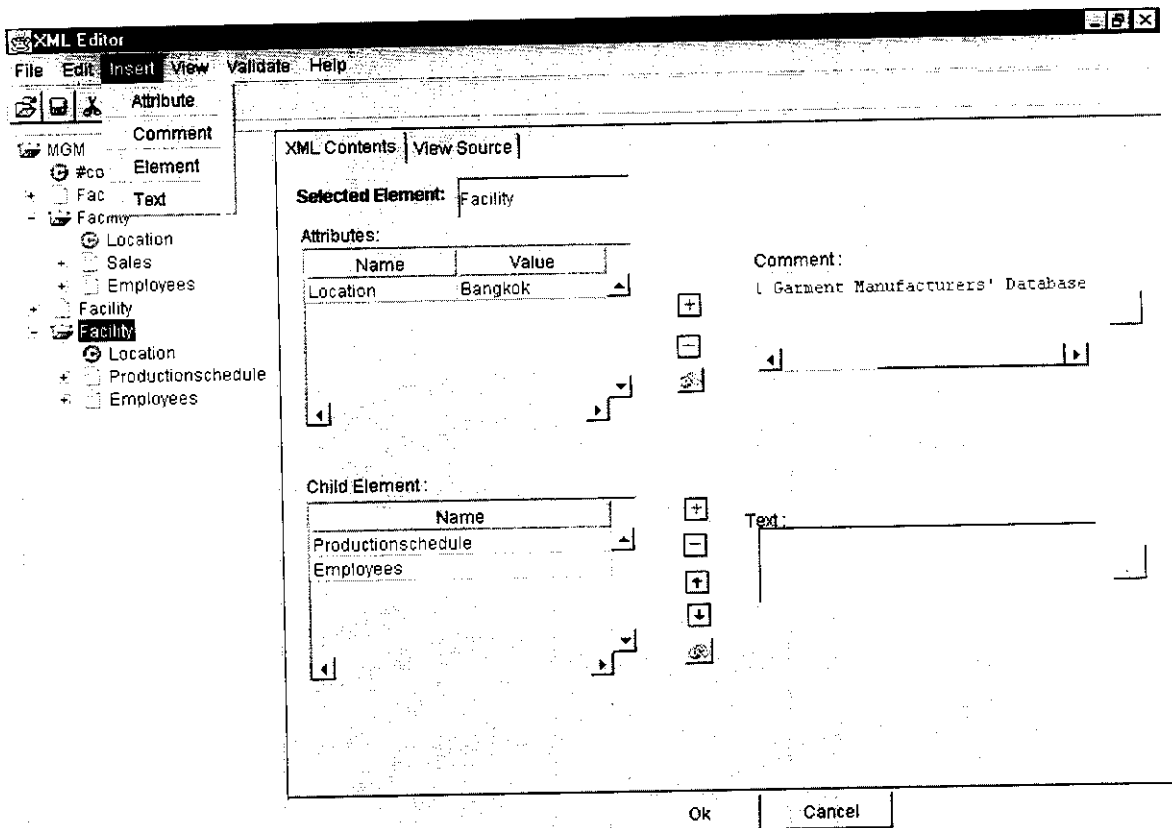 XML Editor
File Edit Insert View Validate Help
Attribute
Comment
Element
Text
MGM
#co
Fac
Facility
Location
Sales
Employees
Facility
Facility
Location
Productionschedule
Employees
XML Contents View Source
Selected Element: Facility
Attributes:
Name Value
Location Bangkok
Comment:
l Garment Manufacturers' Database
Child Element:
Name
Productionschedule
Employees
Text:
Ok Cancel